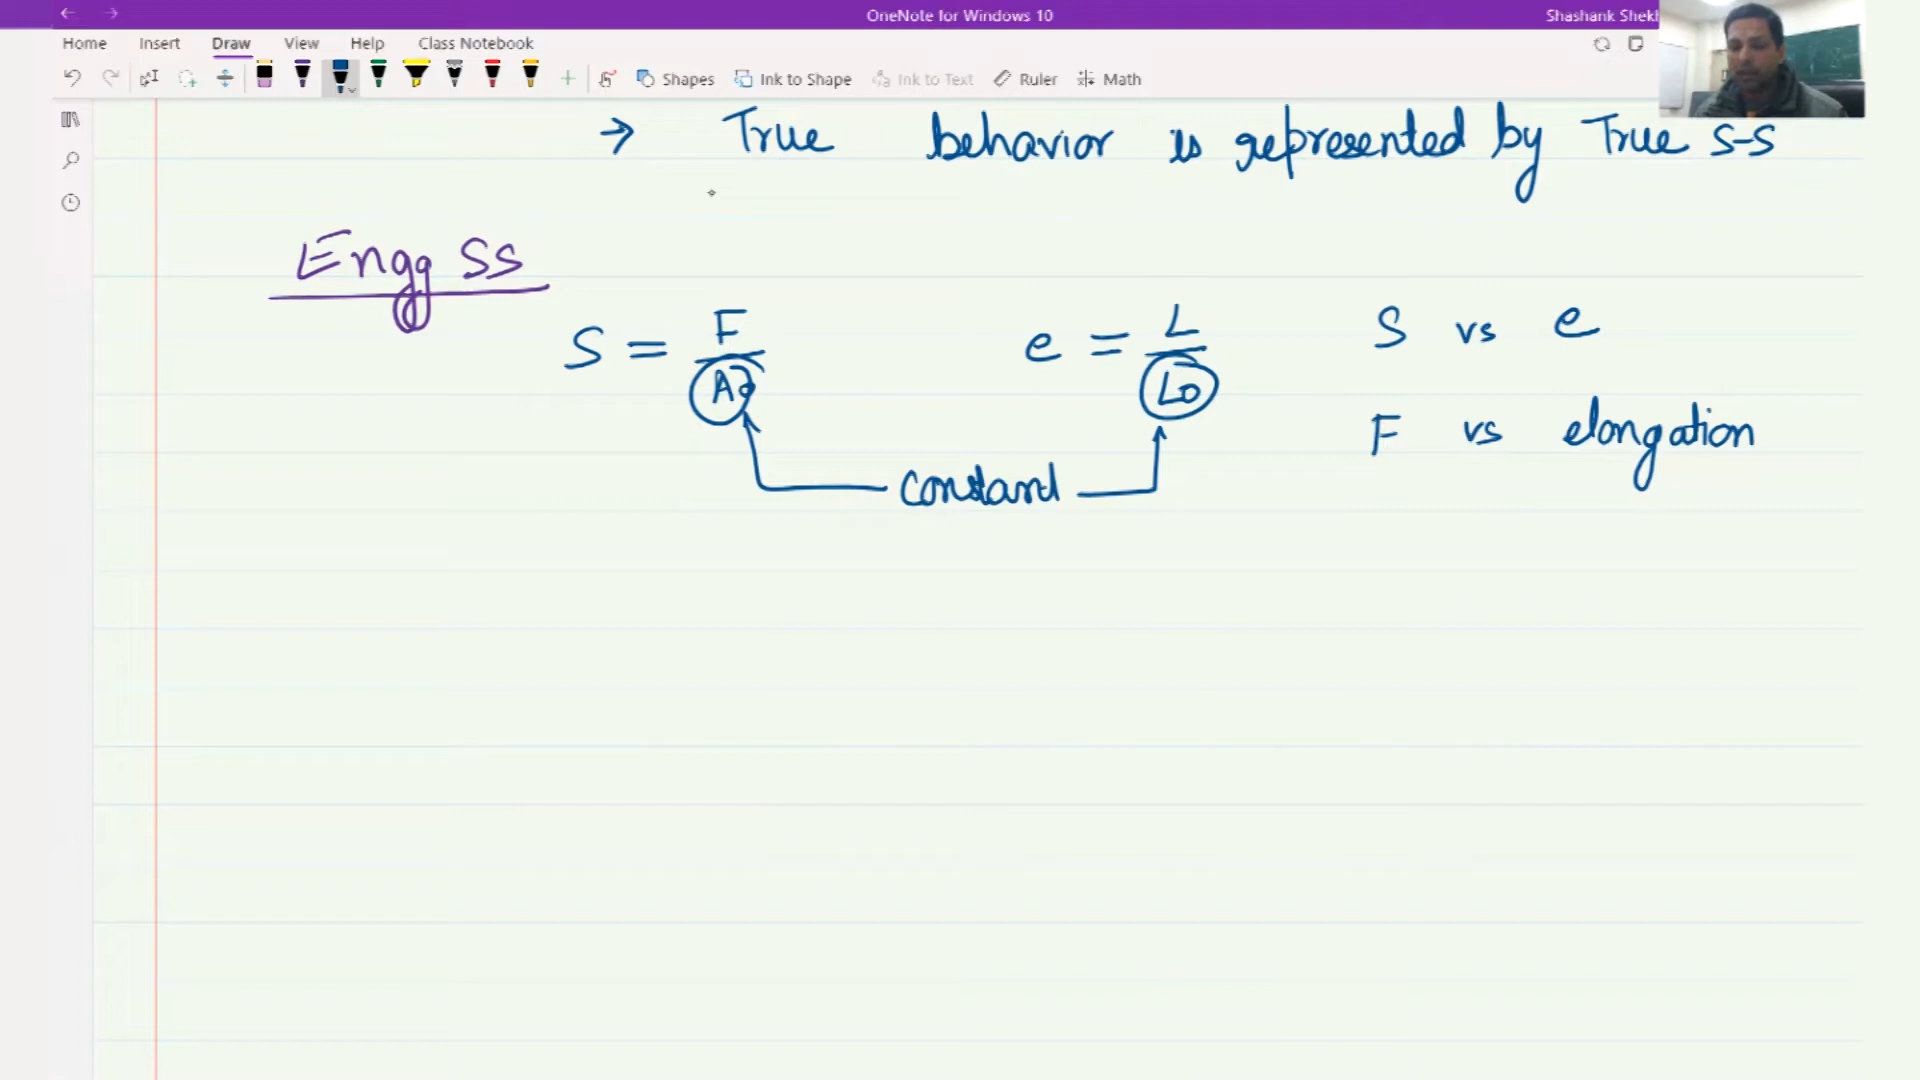 OneNote for Windows 10
Shashank Shekh
Home Insert Draw View Help Class Notebook
Shapes Ink to Shape Ink to Text Ruler Math
→ True behavior is represented by True s-s
Engg SS
S = F/A0 e = L/L0 S vs e
F vs elongation
constant